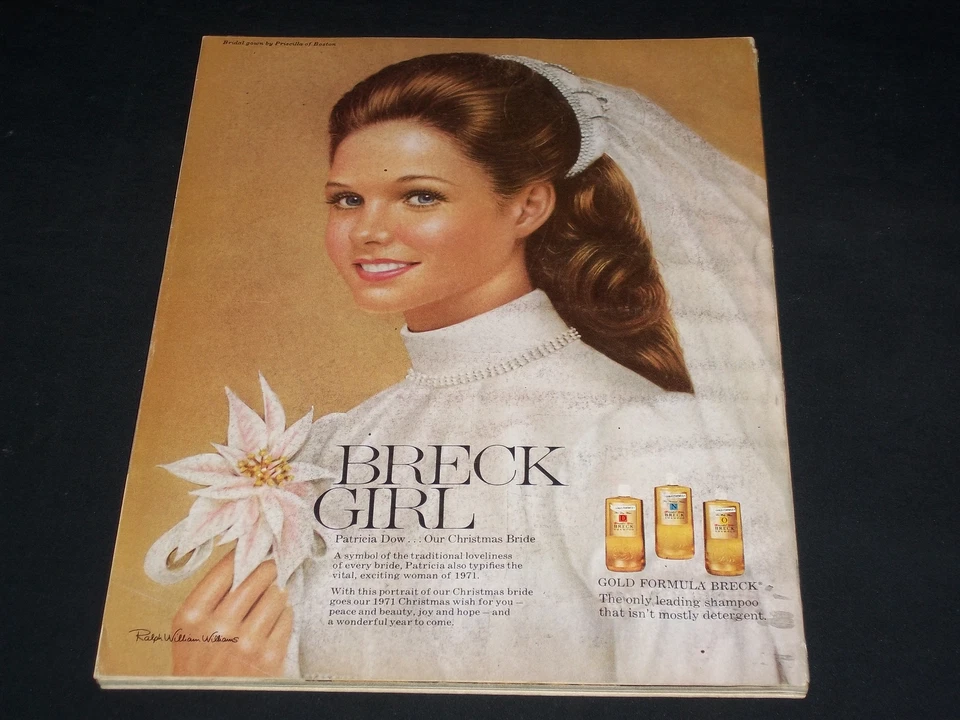 Bridal gown by Priscilla of Boston
BRECK
GIRL
Patricia Dow... Our Christmas Bride
A symbol of the traditional loveliness
of every bride, Patricia also typifies the
vital, exciting woman of 1971.
With this portrait of our Christmas bride
goes our 1971 Christmas wish for you —
peace and beauty, joy and hope — and
a wonderful year to come.
Ralph William Williams
D
BRECK
N
BRECK
O
BRECK
GOLD FORMULA BRECK®
The only leading shampoo
that isn't mostly detergent.